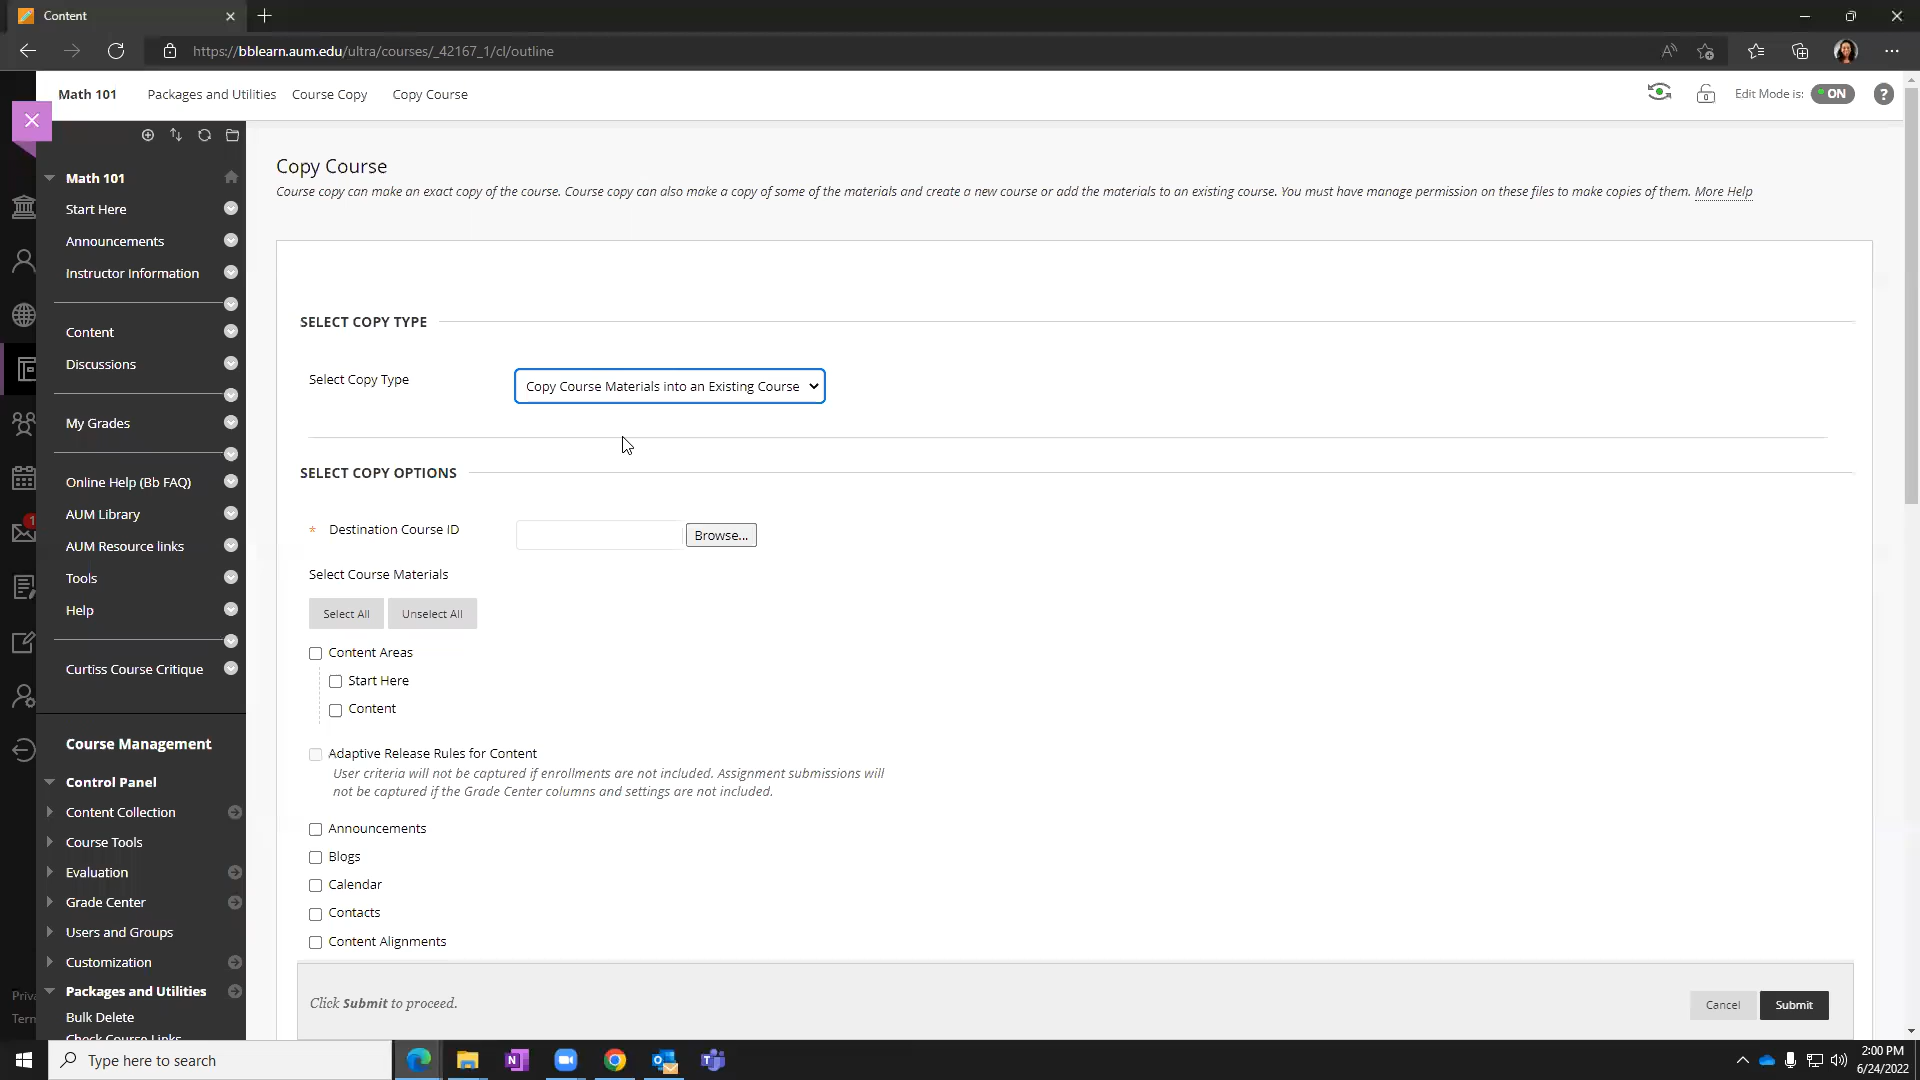 Content
https://bblearn.aum.edu/ultra/courses/_42167_1/cl/outline
Math 101 Packages and Utilities Course Copy Copy Course Edit Mode is: ON ?
Math 101
Start Here
Announcements
Instructor Information
Content
Discussions
My Grades
Online Help (Bb FAQ)
AUM Library
AUM Resource links
Tools
Help
Curtiss Course Critique
Course Management
Control Panel
Content Collection
Course Tools
Evaluation
Grade Center
Users and Groups
Customization
Packages and Utilities
Bulk Delete
Check Course Links
1
Priva
Term
Copy Course
Course copy can make an exact copy of the course. Course copy can also make a copy of some of the materials and create a new course or add the materials to an existing course. You must have manage permission on these files to make copies of them. More Help
SELECT COPY TYPE
Select Copy Type Copy Course Materials into an Existing Course
SELECT COPY OPTIONS
* Destination Course ID Browse...
Select Course Materials
Select All Unselect All
Content Areas
Start Here
Content
Adaptive Release Rules for Content
User criteria will not be captured if enrollments are not included. Assignment submissions will
not be captured if the Grade Center columns and settings are not included.
Announcements
Blogs
Calendar
Contacts
Content Alignments
Click Submit to proceed. Cancel Submit
Type here to search
2:00 PM
6/24/2022